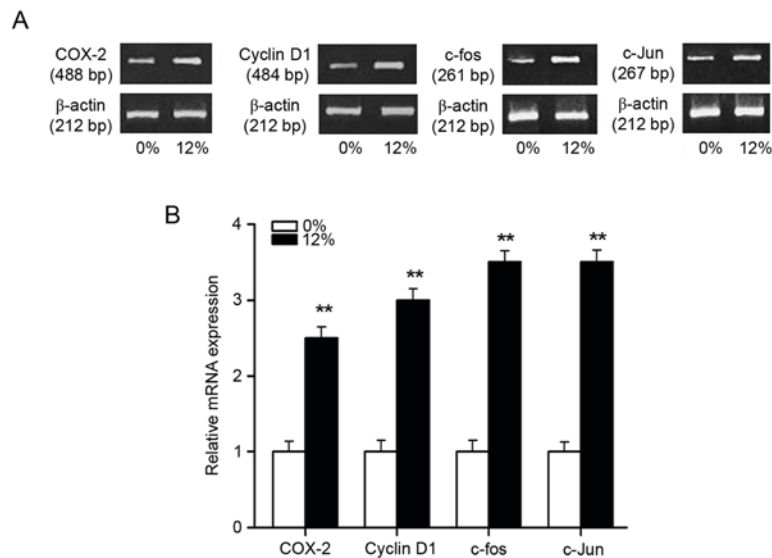 A
COX-2
(488 bp)
β-actin
(212 bp)
0% 12%
Cyclin D1
(484 bp)
β-actin
(212 bp)
0% 12%
c-fos
(261 bp)
β-actin
(212 bp)
0% 12%
c-Jun
(267 bp)
β-actin
(212 bp)
0% 12%
B
0%
12%
Relative mRNA expression
4
3
2
1
0
**
**
**
**
COX-2 Cyclin D1 c-fos c-Jun